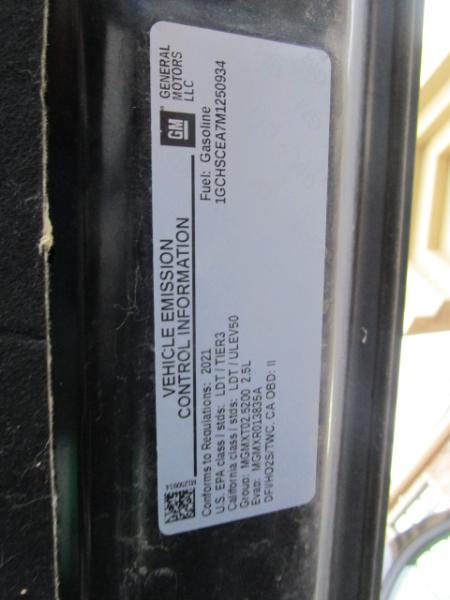 GM
GENERAL
MOTORS
LLC
VEHICLE EMISSION
CONTROL INFORMATION
Fuel: Gasoline
1GCHSCEA7M1250934
Conforms to Regulations: 2021
U.S. EPA class / stds: LDT / TIER3
California class / stds: LDT / ULEV50
Group: MGMXT02.5200 2.5L
Evap: MGMXR013835A
DFI/HO2S/TWC, CA OBD: II